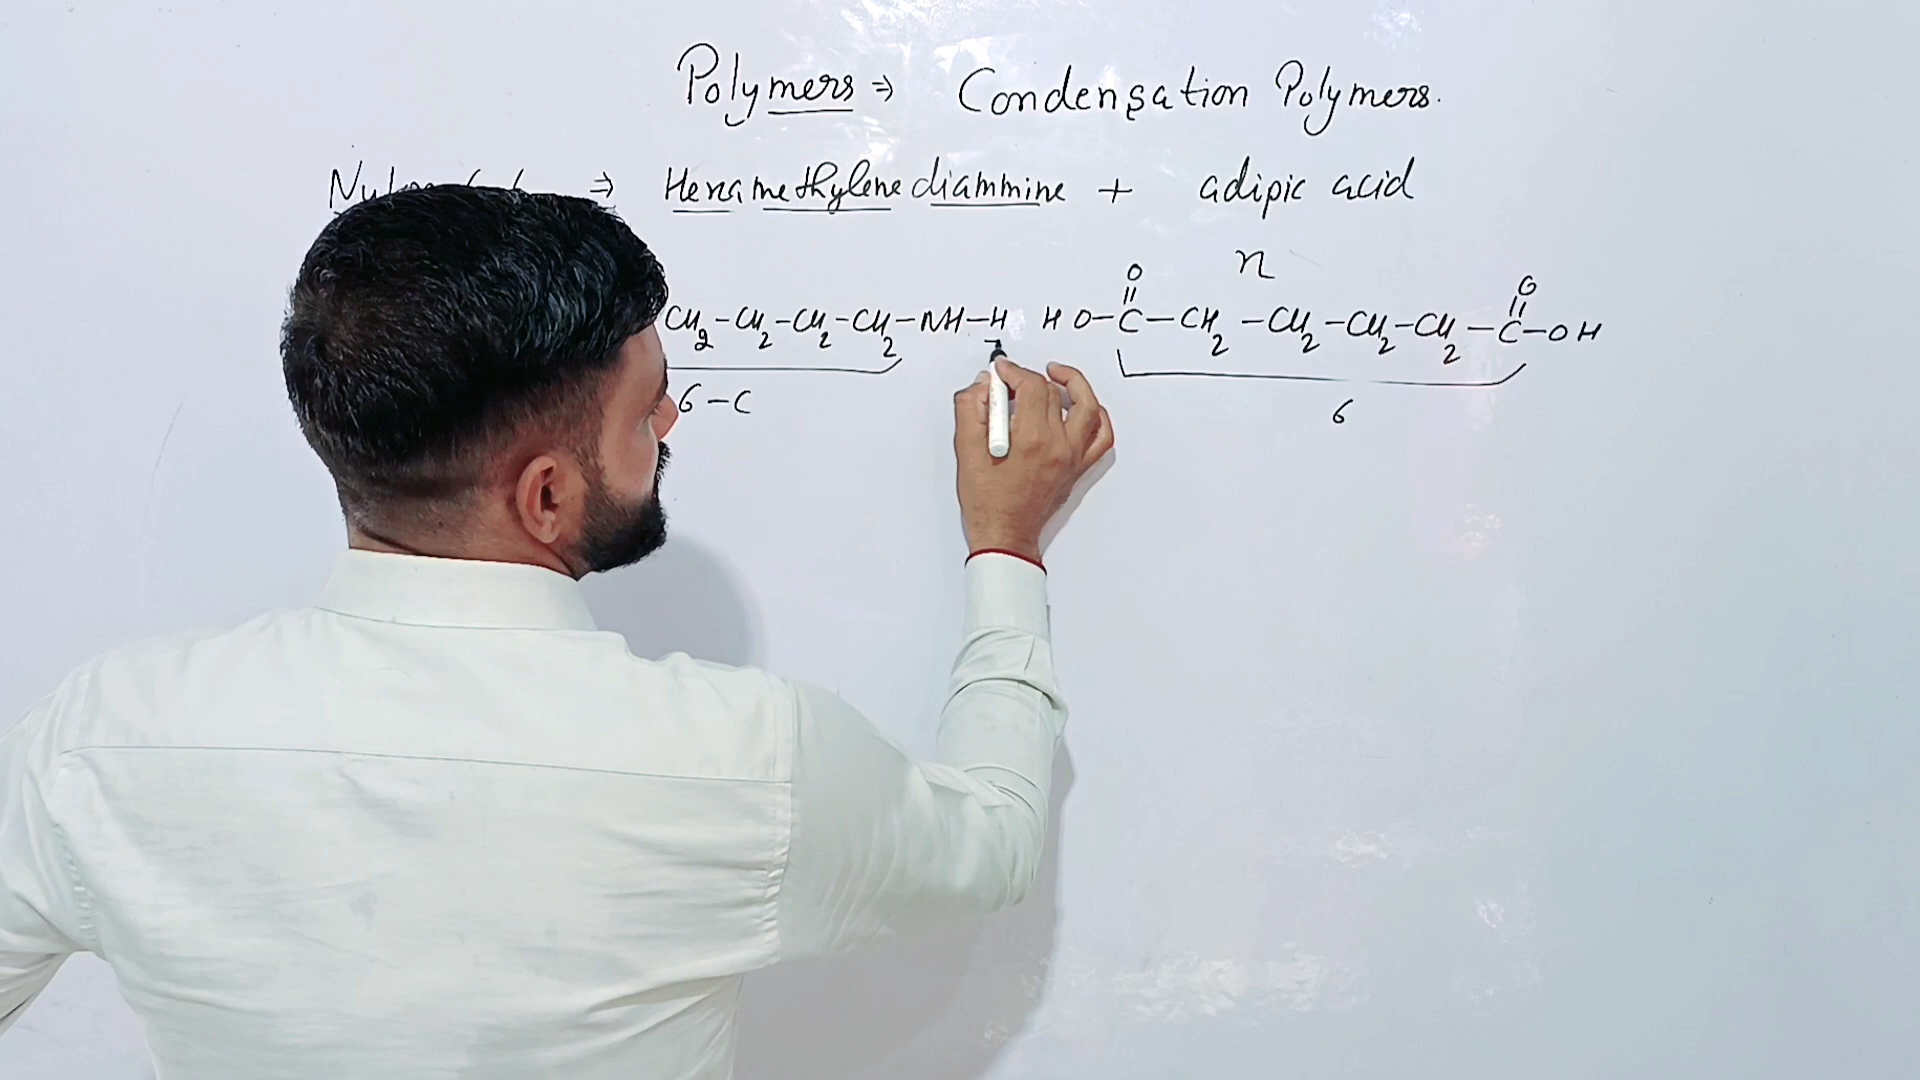 Polymers ⇒ Condensation Polymers.
⇒ Hexamethylene diammine + adipic acid
n
CH2-CH2-CH2-CH2-NH-H HO-C(=O)-CH2-CH2-CH2-CH2-C(=O)-OH
6-C 6